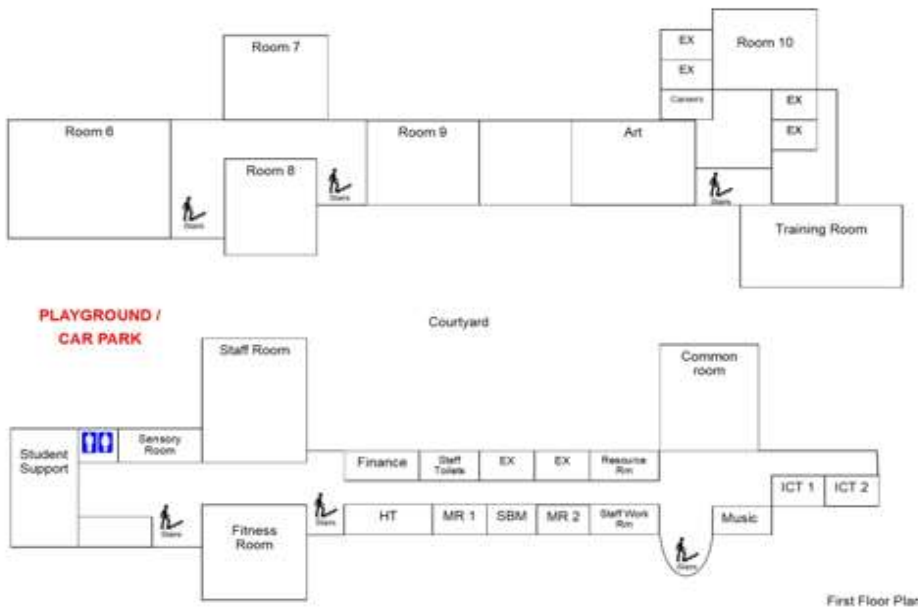 Room 7
EX
Room 10
EX
Careers
EX
Room 6
Room 9
Art
EX
Room 8
Stairs
Stairs
Stairs
Training Room
PLAYGROUND /
CAR PARK
Courtyard
Staff Room
Common
room
Student
Support
Sensory
Room
Finance
Staff
Toilets
EX
EX
Resource
Rm
ICT 1
ICT 2
Stairs
Fitness
Room
Stairs
HT
MR 1
SBM
MR 2
Staff Work
Rm
Music
Stairs
First Floor Plan